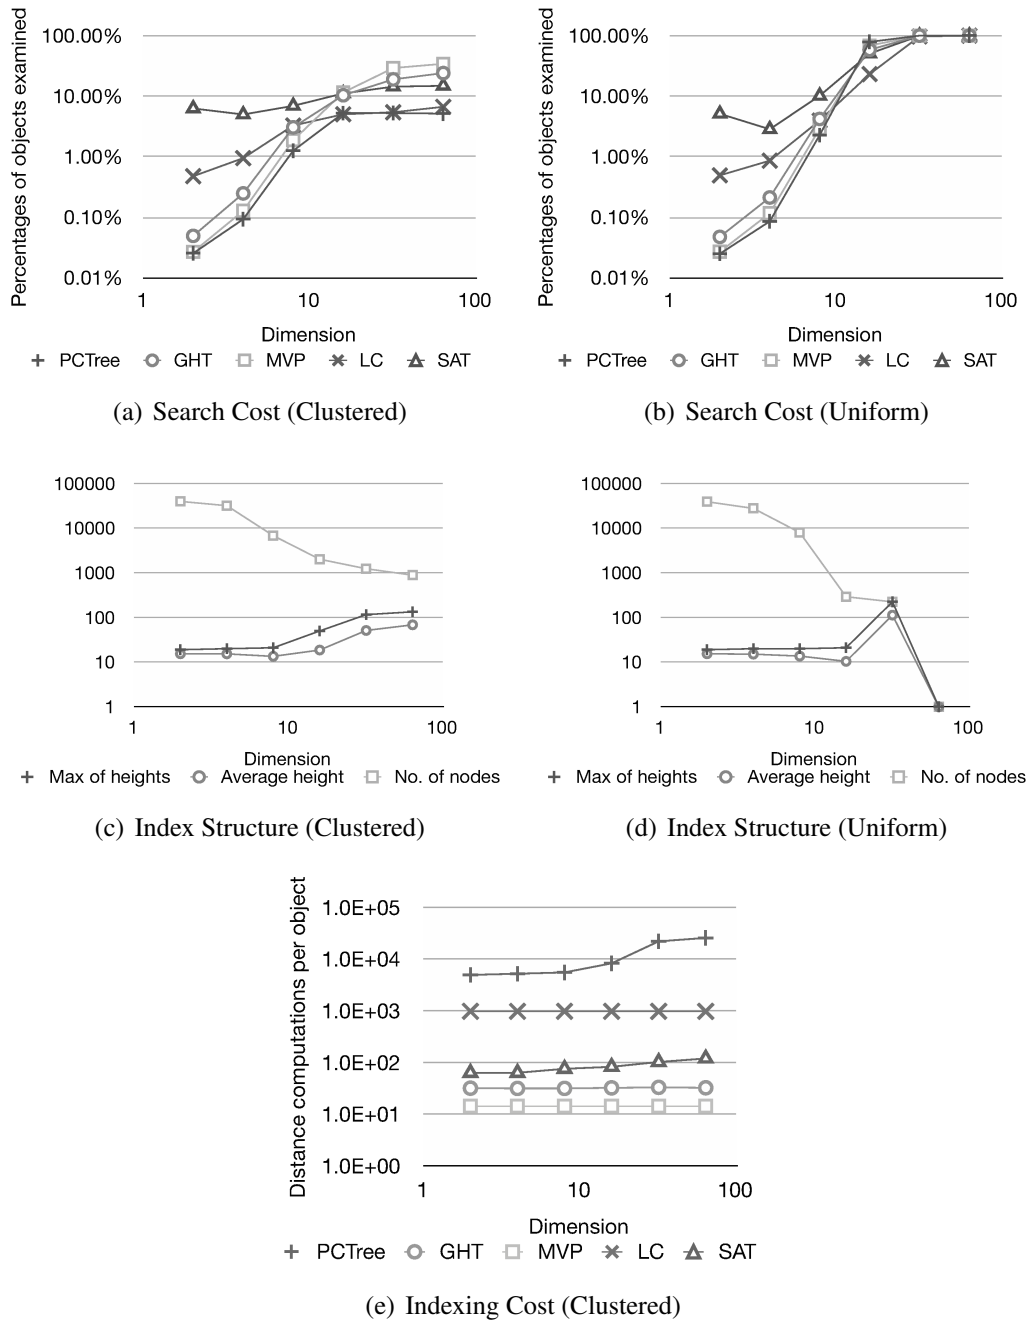 Percentages of objects examined
100.00%
10.00%
1.00%
0.10%
0.01%
1 10 100
Dimension
PCTree GHT MVP LC SAT
(a) Search Cost (Clustered)
Percentages of objects examined
100.00%
10.00%
1.00%
0.10%
0.01%
1 10 100
Dimension
PCTree GHT MVP LC SAT
(b) Search Cost (Uniform)
100000
10000
1000
100
10
1
1 10 100
Dimension
Max of heights Average height No. of nodes
(c) Index Structure (Clustered)
100000
10000
1000
100
10
1
1 10 100
Dimension
Max of heights Average height No. of nodes
(d) Index Structure (Uniform)
Distance computations per object
1.0E+05
1.0E+04
1.0E+03
1.0E+02
1.0E+01
1.0E+00
1 10 100
Dimension
PCTree GHT MVP LC SAT
(e) Indexing Cost (Clustered)